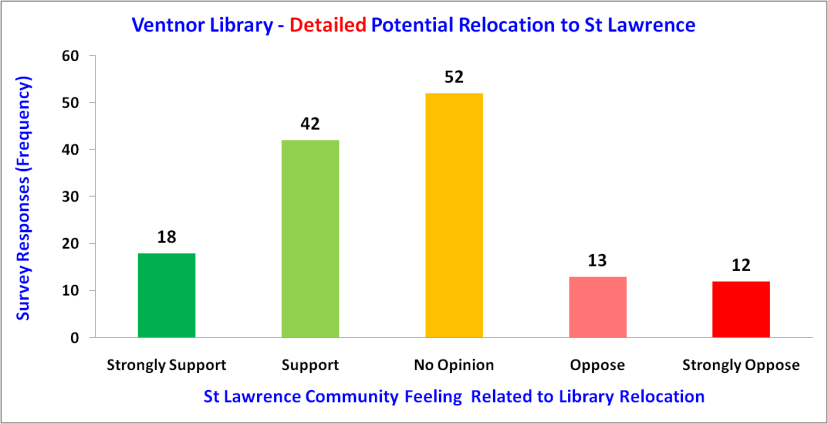 Ventnor Library - Detailed Potential Relocation to St Lawrence
Survey Responses (Frequency)
60
50
40
30
20
10
0
18
42
52
13
12
Strongly Support
Support
No Opinion
Oppose
Strongly Oppose
St Lawrence Community Feeling  Related to Library Relocation